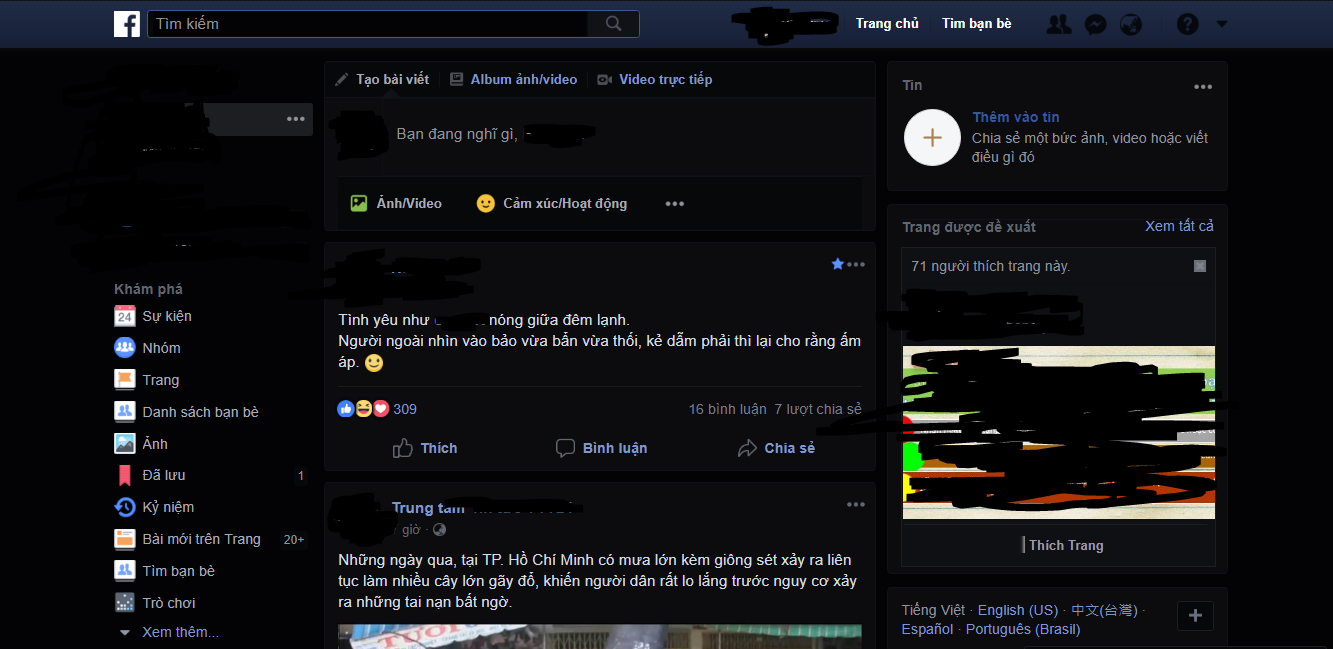 f
Tìm kiếm
Trang chủ
Tìm bạn bè
Khám phá
24
Sự kiện
Nhóm
Trang
Danh sách bạn bè
Ảnh
Đã lưu
1
Kỷ niệm
Bài mới trên Trang
20+
Tìm bạn bè
Trò chơi
Xem thêm...
Tạo bài viết
Album ảnh/video
Video trực tiếp
Bạn đang nghĩ gì,
Ảnh/Video
Cảm xúc/Hoạt động
Tình yêu như nóng giữa đêm lạnh.
Người ngoài nhìn vào bảo vừa bẩn vừa thối, kẻ dẫm phải thì lại cho rằng ấm
áp.
309
16 bình luận 7 lượt chia sẻ
Thích
Bình luận
Chia sẻ
Trung tâm
giờ ·
Những ngày qua, tại TP. Hồ Chí Minh có mưa lớn kèm giông sét xảy ra liên
tục làm nhiều cây lớn gãy đổ, khiến người dân rất lo lắng trước nguy cơ xảy
ra những tai nạn bất ngờ.
Tin
Thêm vào tin
Chia sẻ một bức ảnh, video hoặc viết
điều gì đó
Trang được đề xuất
Xem tất cả
71 người thích trang này.
Thích Trang
Tiếng Việt · English (US) · 中文(台灣) ·
Español · Português (Brasil)